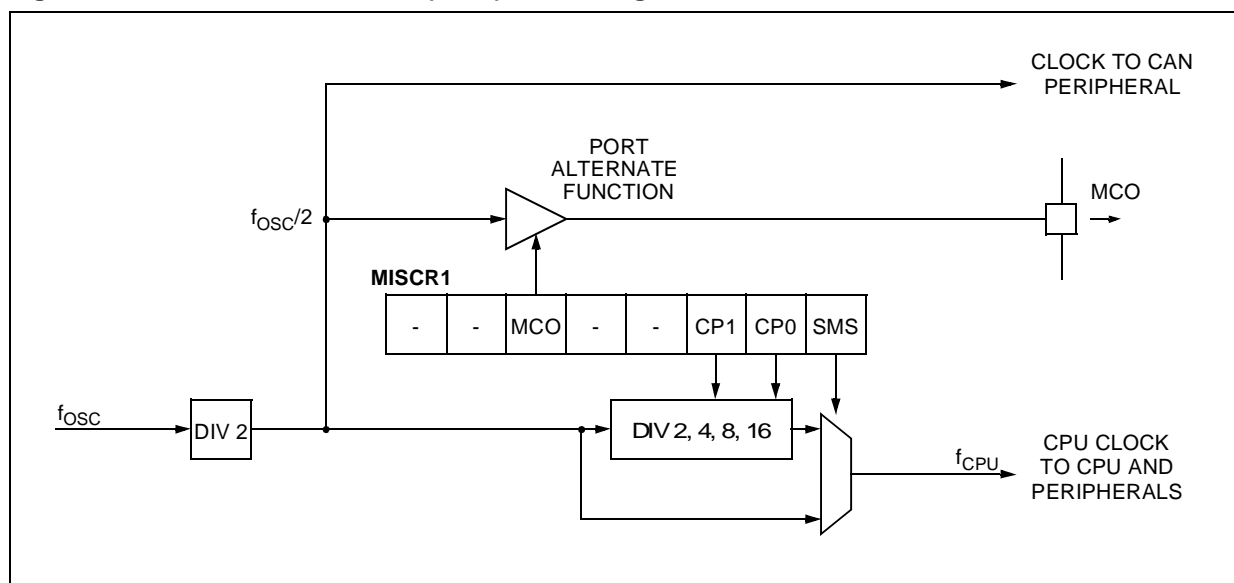 CLOCK TO CAN
PERIPHERAL
PORT
ALTERNATE
FUNCTION
MCO
fOSC/2
MISCR1
- - MCO - - CP1 CP0 SMS
fOSC
DIV 2
DIV 2, 4, 8, 16
fCPU
CPU CLOCK
TO CPU AND
PERIPHERALS